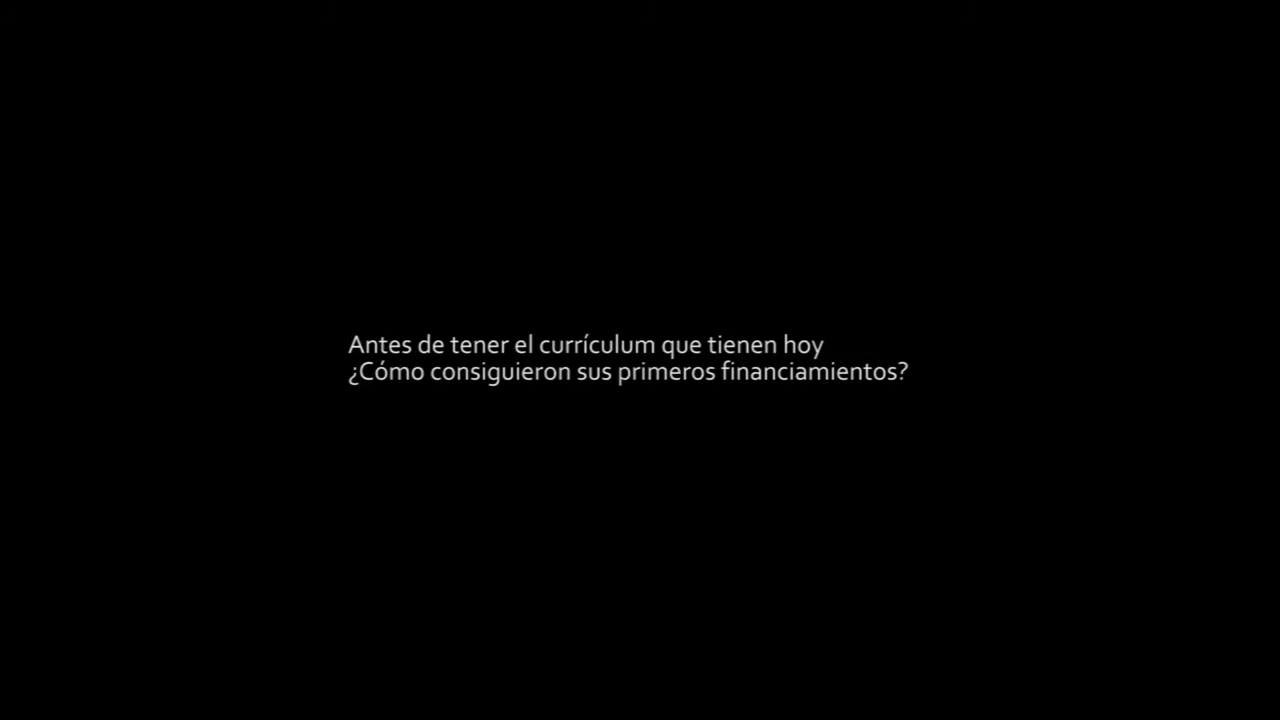 Antes de tener el currículum que tienen hoy
¿Cómo consiguieron sus primeros financiamientos?